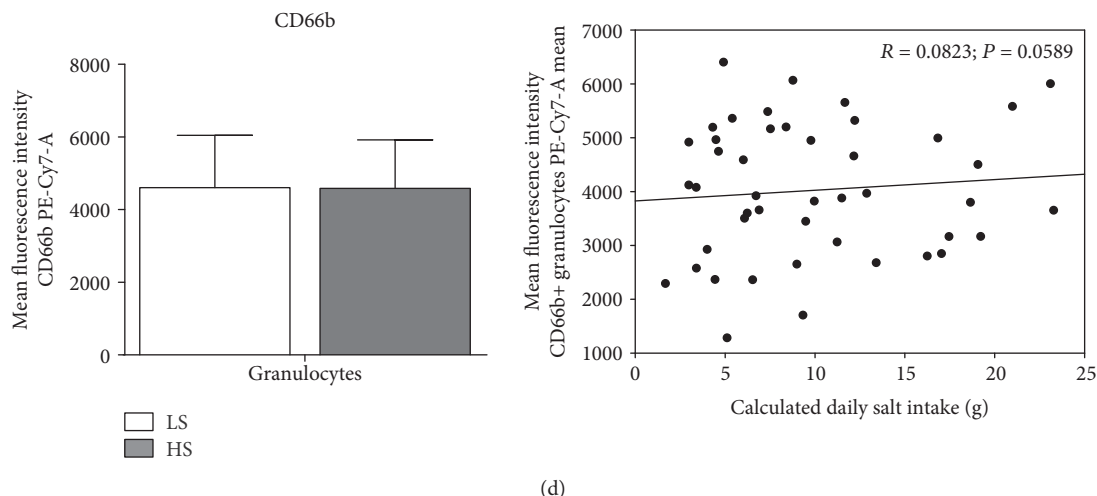 CD66b
Mean fluorescence intensity
CD66b PE-Cy7-A
8000
6000
4000
2000
0
Granulocytes
LS
HS
Mean fluorescence intensity
CD66b+ granulocytes PE-Cy7-A mean
7000
6000
5000
4000
3000
2000
1000
R = 0.0823; P = 0.0589
0 5 10 15 20 25
Calculated daily salt intake (g)
(d)